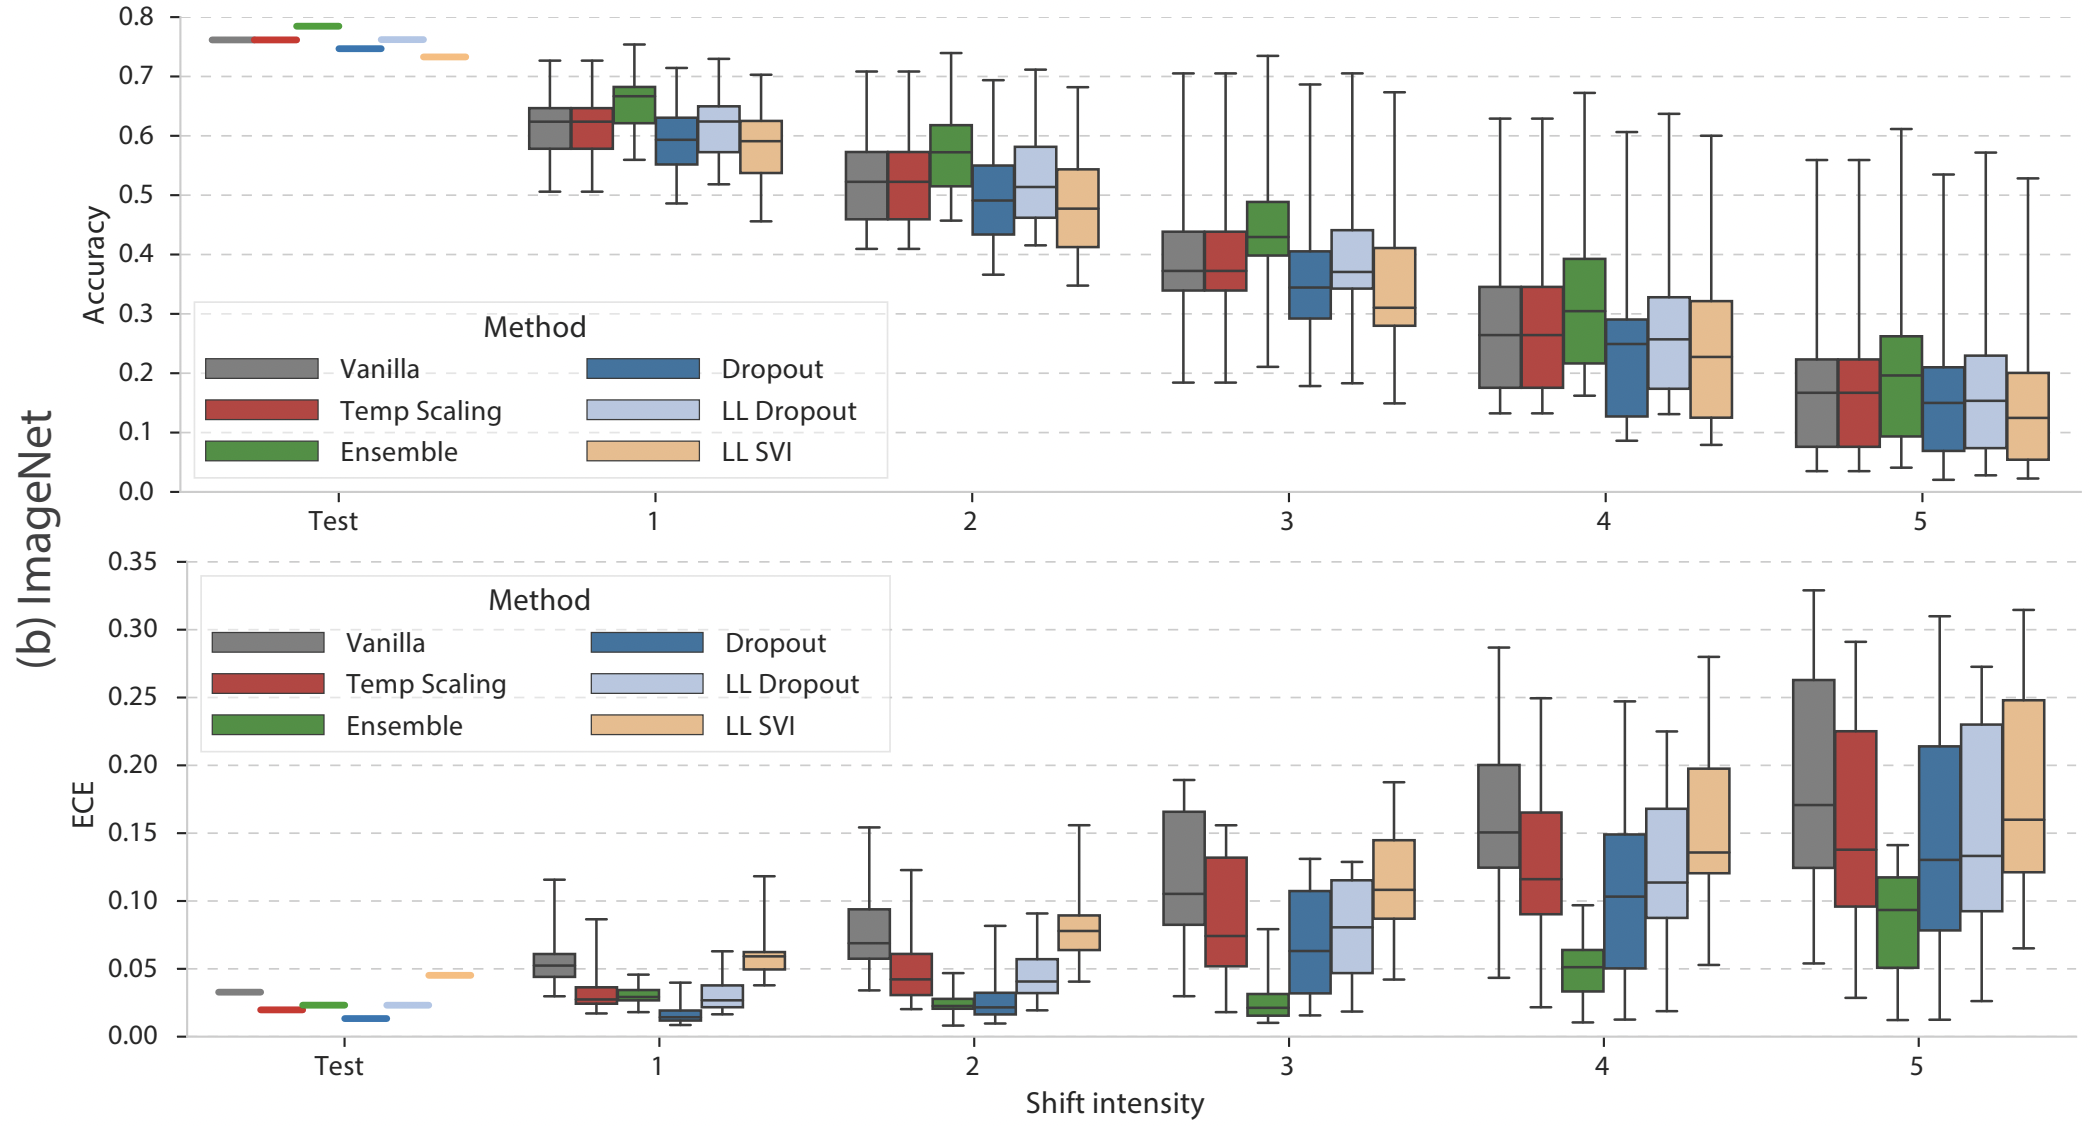 (b) ImageNet
Accuracy
0.8
0.7
0.6
0.5
0.4
0.3
0.2
0.1
0.0
Method
Vanilla Dropout
Temp Scaling LL Dropout
Ensemble LL SVI
Test 1 2 3 4 5
ECE
0.35
0.30
0.25
0.20
0.15
0.10
0.05
0.00
Method
Vanilla Dropout
Temp Scaling LL Dropout
Ensemble LL SVI
Test 1 2 3 4 5
Shift intensity